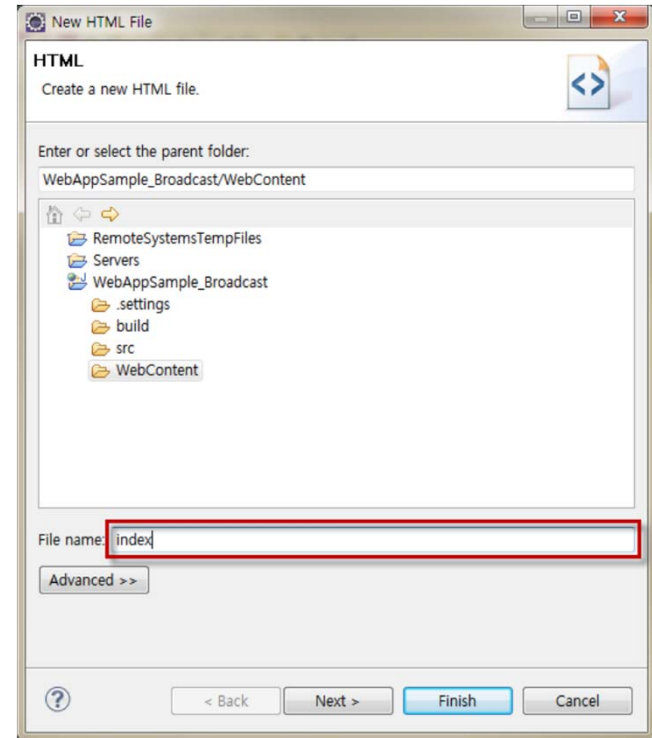 New HTML File
HTML
Create a new HTML file.
Enter or select the parent folder:
WebAppSample_Broadcast/WebContent
RemoteSystemsTempFiles
Servers
WebAppSample_Broadcast
.settings
build
src
WebContent
File name: index
Advanced >>
< Back Next > Finish Cancel